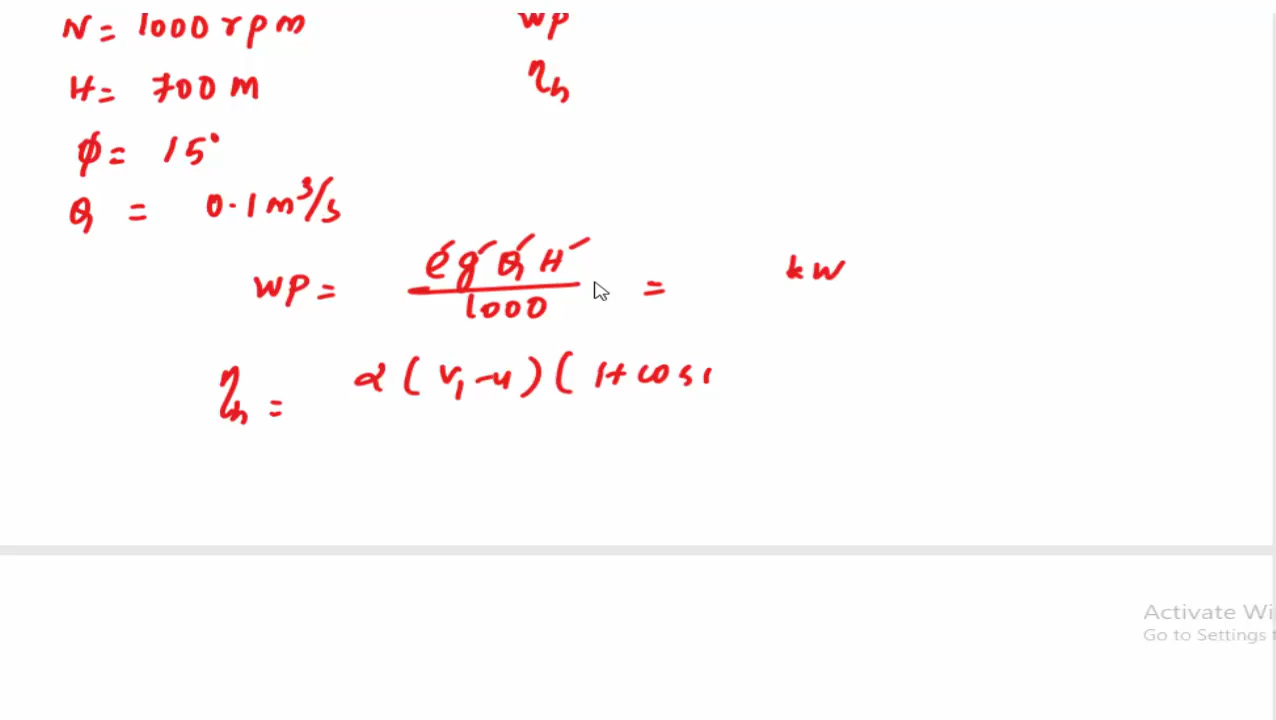 N = 1000 rpm WP
H = 700 m ηh
φ = 15°
Q = 0.1 m³/s
WP = ρgQH / 1000 = kW
ηh = 2(V₁-u)(1+cos
Activate Wi
Go to Settings t